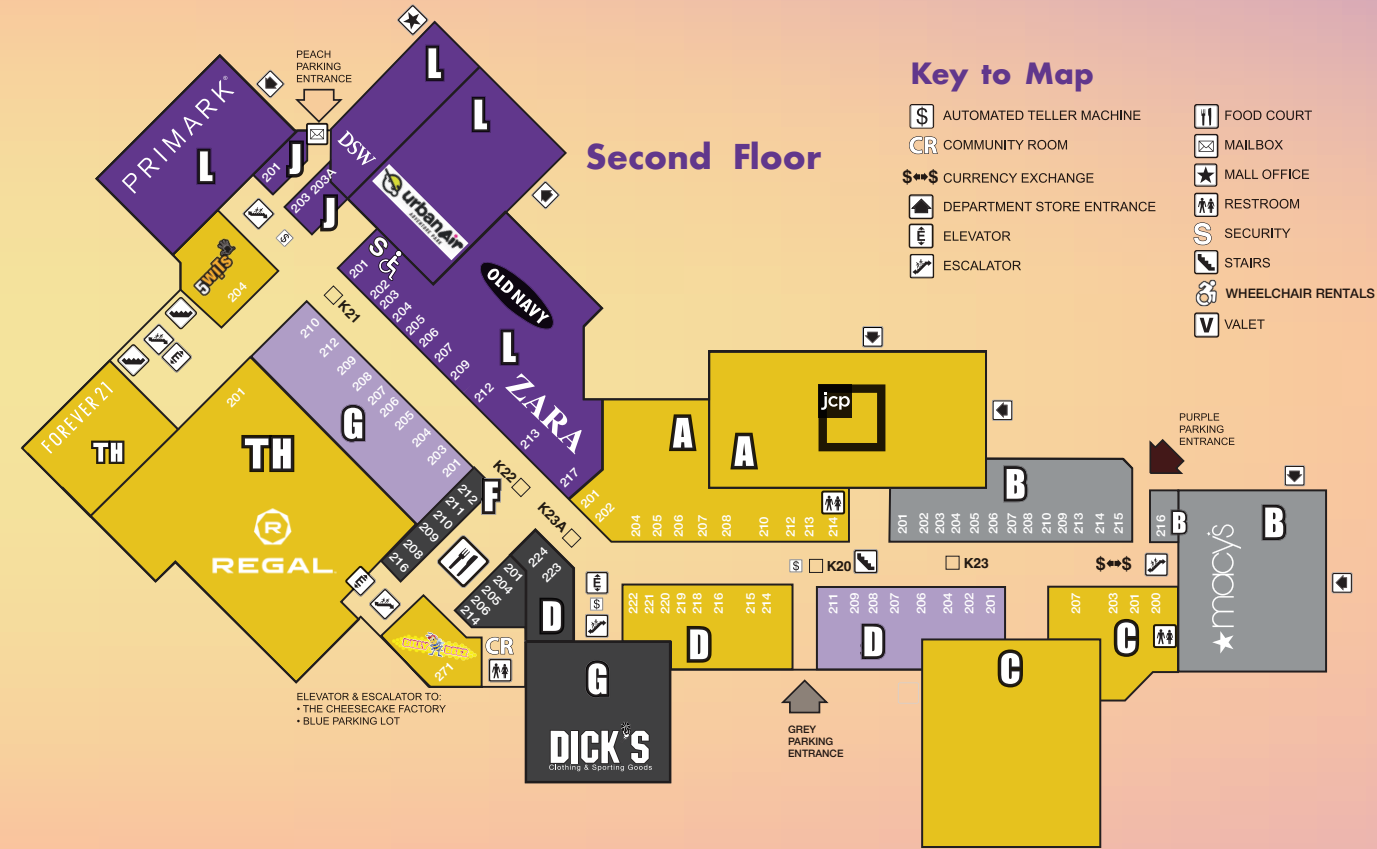 Second Floor
Key to Map
$ AUTOMATED TELLER MACHINE
CR COMMUNITY ROOM
$⬌$ CURRENCY EXCHANGE
DEPARTMENT STORE ENTRANCE
E ELEVATOR
ESCALATOR
FOOD COURT
MAILBOX
MALL OFFICE
RESTROOM
S SECURITY
STAIRS
WHEELCHAIR RENTALS
V VALET
PEACH
PARKING
ENTRANCE
PRIMARK
L
J
201
203 203A
J
DSW
L
L
urbanAir
ADVENTURE PARK
$
5 wits
204
S
201
202
203
204
205
206
207
209
212
213
217
OLD NAVY
L
ZARA
K21
210
212
209
208
207
206
205
204
203
201
G
FOREVER 21
TH
E
201
TH
R
REGAL
K22
K23A
F
212
211
210
209
208
216
201
204
205
206
214
224
223
D
E
$
E
271
CR
ELEVATOR & ESCALATOR TO:
• THE CHEESECAKE FACTORY
• BLUE PARKING LOT
G
DICK'S
Clothing & Sporting Goods
A
A
jcp
201
202
204
205
206
207
208
210
212
213
214
B
201
202
203
204
205
206
207
208
210
209
213
214
215
PURPLE
PARKING
ENTRANCE
216
B
B
macy's
$ K20
K23
$⬌$
222
221
220
219
218
216
215
214
D
211
209
208
207
206
204
202
201
D
GREY
PARKING
ENTRANCE
207
203
201
200
C
C